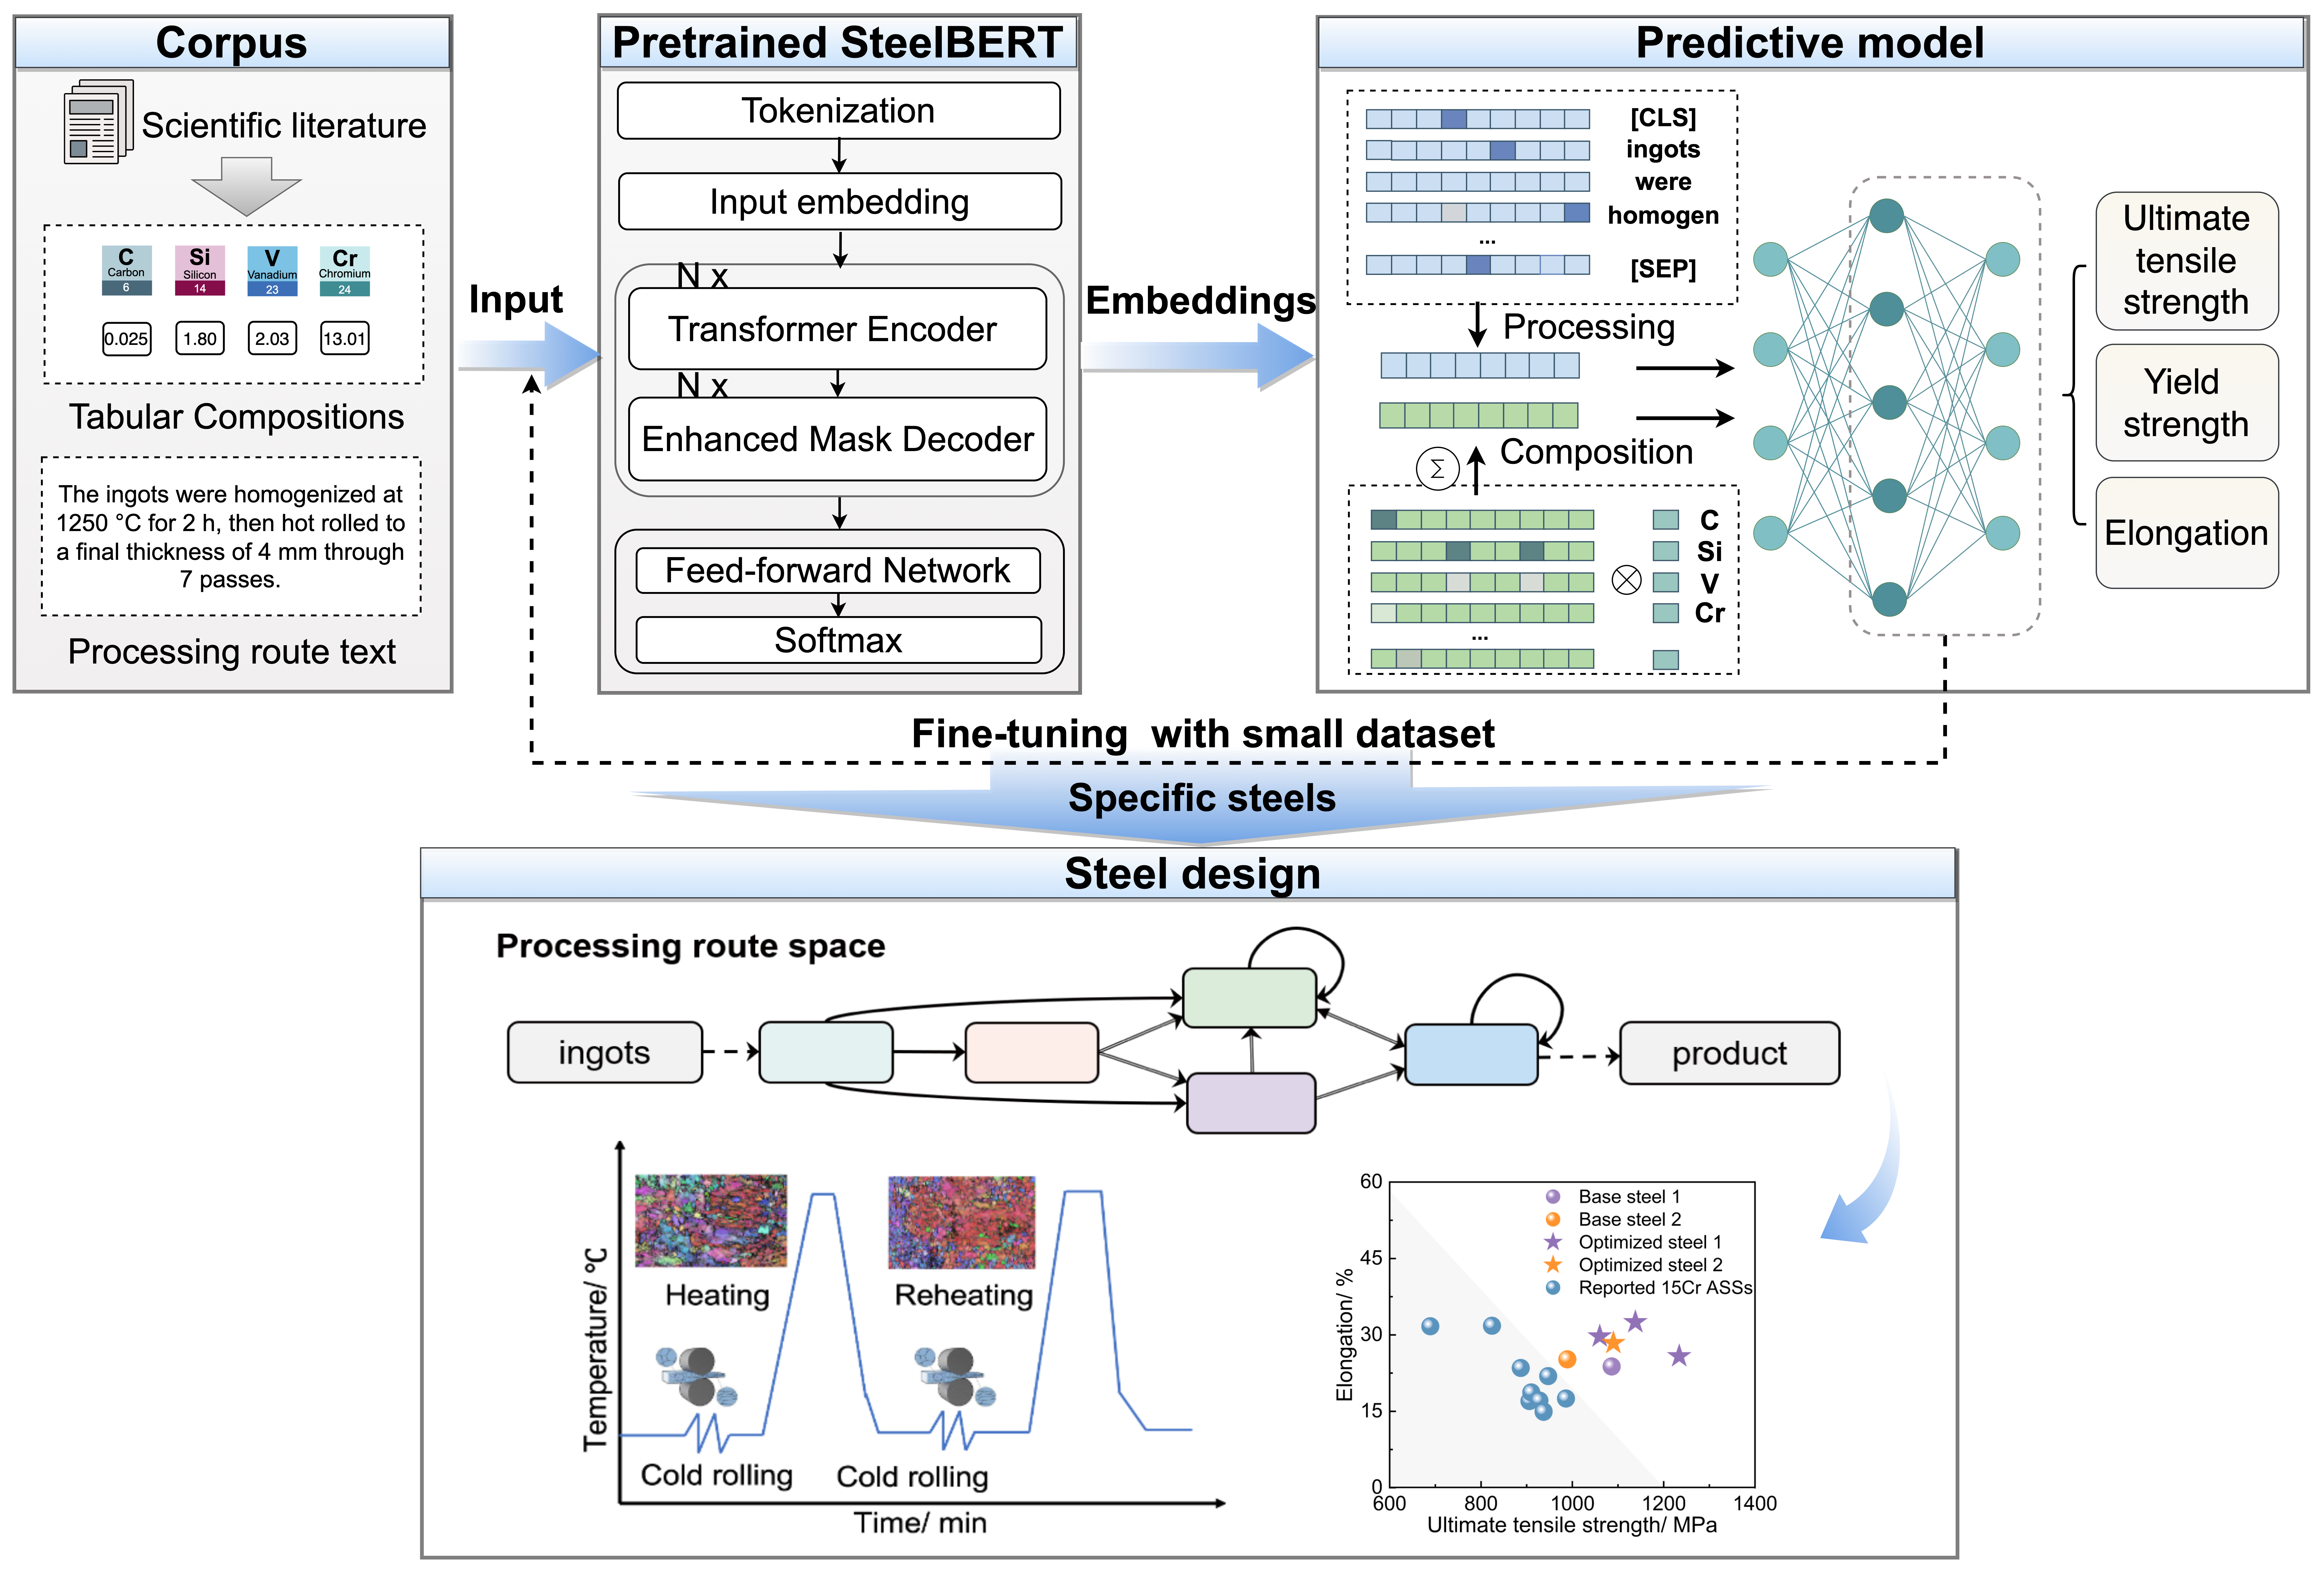 Corpus
Scientific literature
C
Carbon
6
Si
Silicon
14
V
Vanadium
23
Cr
Chromium
24
0.025
1.80
2.03
13.01
Tabular Compositions
The ingots were homogenized at
1250 °C for 2 h, then hot rolled to
a final thickness of 4 mm through
7 passes.
Processing route text
Input
Pretrained SteelBERT
Tokenization
Input embedding
N x
Transformer Encoder
N x
Enhanced Mask Decoder
Feed-forward Network
Softmax
Embeddings
Predictive model
[CLS]
ingots
were
homogen
...
[SEP]
Processing
Composition
Σ
C
Si
V
Cr
...
Ultimate
tensile
strength
Yield
strength
Elongation
Fine-tuning with small dataset
Specific steels
Steel design
Processing route space
ingots
product
Temperature/ °C
Heating
Reheating
Cold rolling
Cold rolling
Time/ min
Elongation/ %
60
45
30
15
0
Base steel 1
Base steel 2
Optimized steel 1
Optimized steel 2
Reported 15Cr ASSs
600
800
1000
1200
1400
Ultimate tensile strength/ MPa